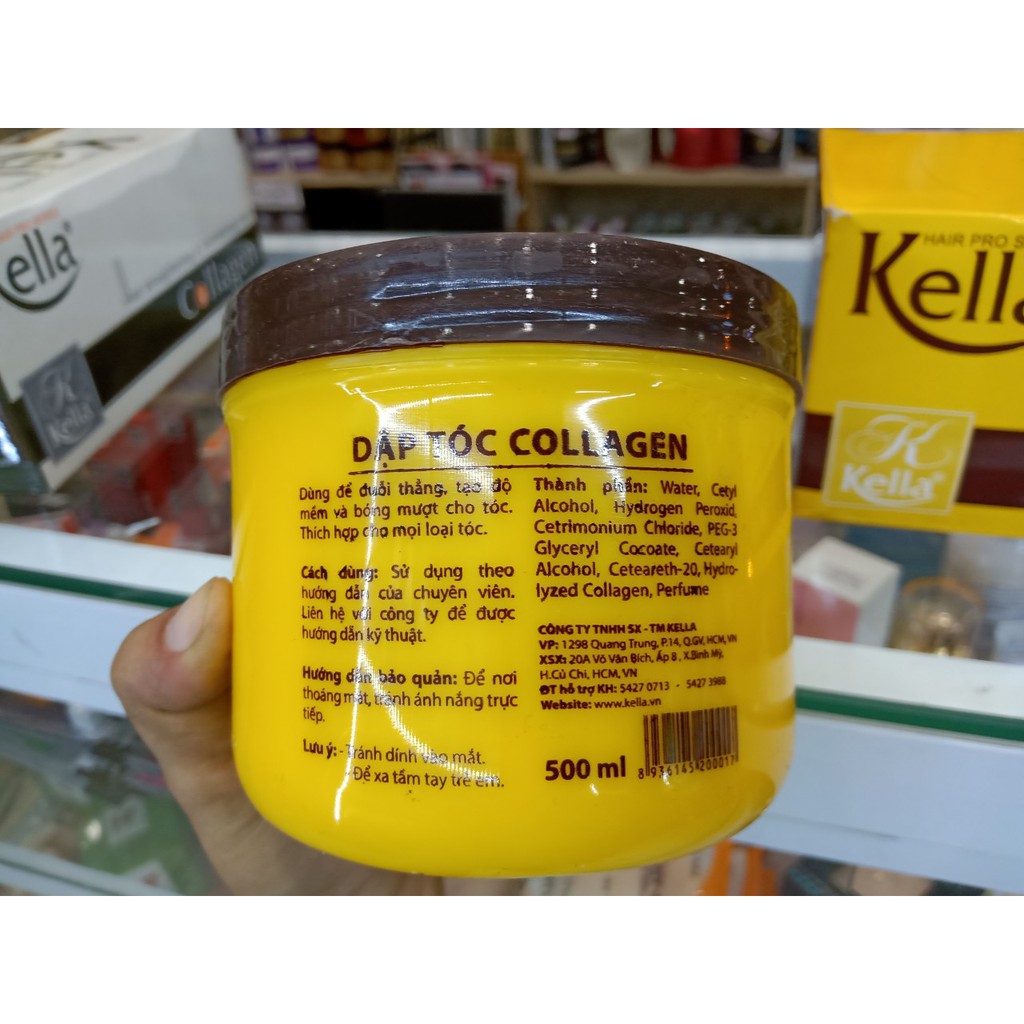 Kella
Collagen
Kella
HAIR PRO S
Kella
Kella
DẬP TÓC COLLAGEN
Dùng để duỗi thẳng, tạo độ
mềm và bóng mượt cho tóc.
Thích hợp cho mọi loại tóc.
Cách dùng: Sử dụng theo
hướng dẫn của chuyên viên.
Liên hệ với công ty để được
hướng dẫn kỹ thuật.
Hướng dẫn bảo quản: Để nơi
thoáng mát, tránh ánh nắng trực
tiếp.
Lưu ý: - Tránh dính vào mắt.
- Để xa tầm tay trẻ em.
Thành phần: Water, Cetyl
Alcohol, Hydrogen Peroxid,
Cetrimonium Chloride, PEG-3
Glyceryl Cocoate, Cetearyl
Alcohol, Ceteareth-20, Hydro-
lyzed Collagen, Perfume
CÔNG TY TNHH SX - TM KELLA
VP: 1298 Quang Trung, P.14, Q.GV, HCM, VN
XSX: 20A Võ Văn Bích, Ấp 8, X.Bình Mỹ,
H.Củ Chi, HCM, VN
ĐT hỗ trợ KH: 5427 0713 - 5427 3988
Website: www.kella.vn
500 ml
8 936145 200017